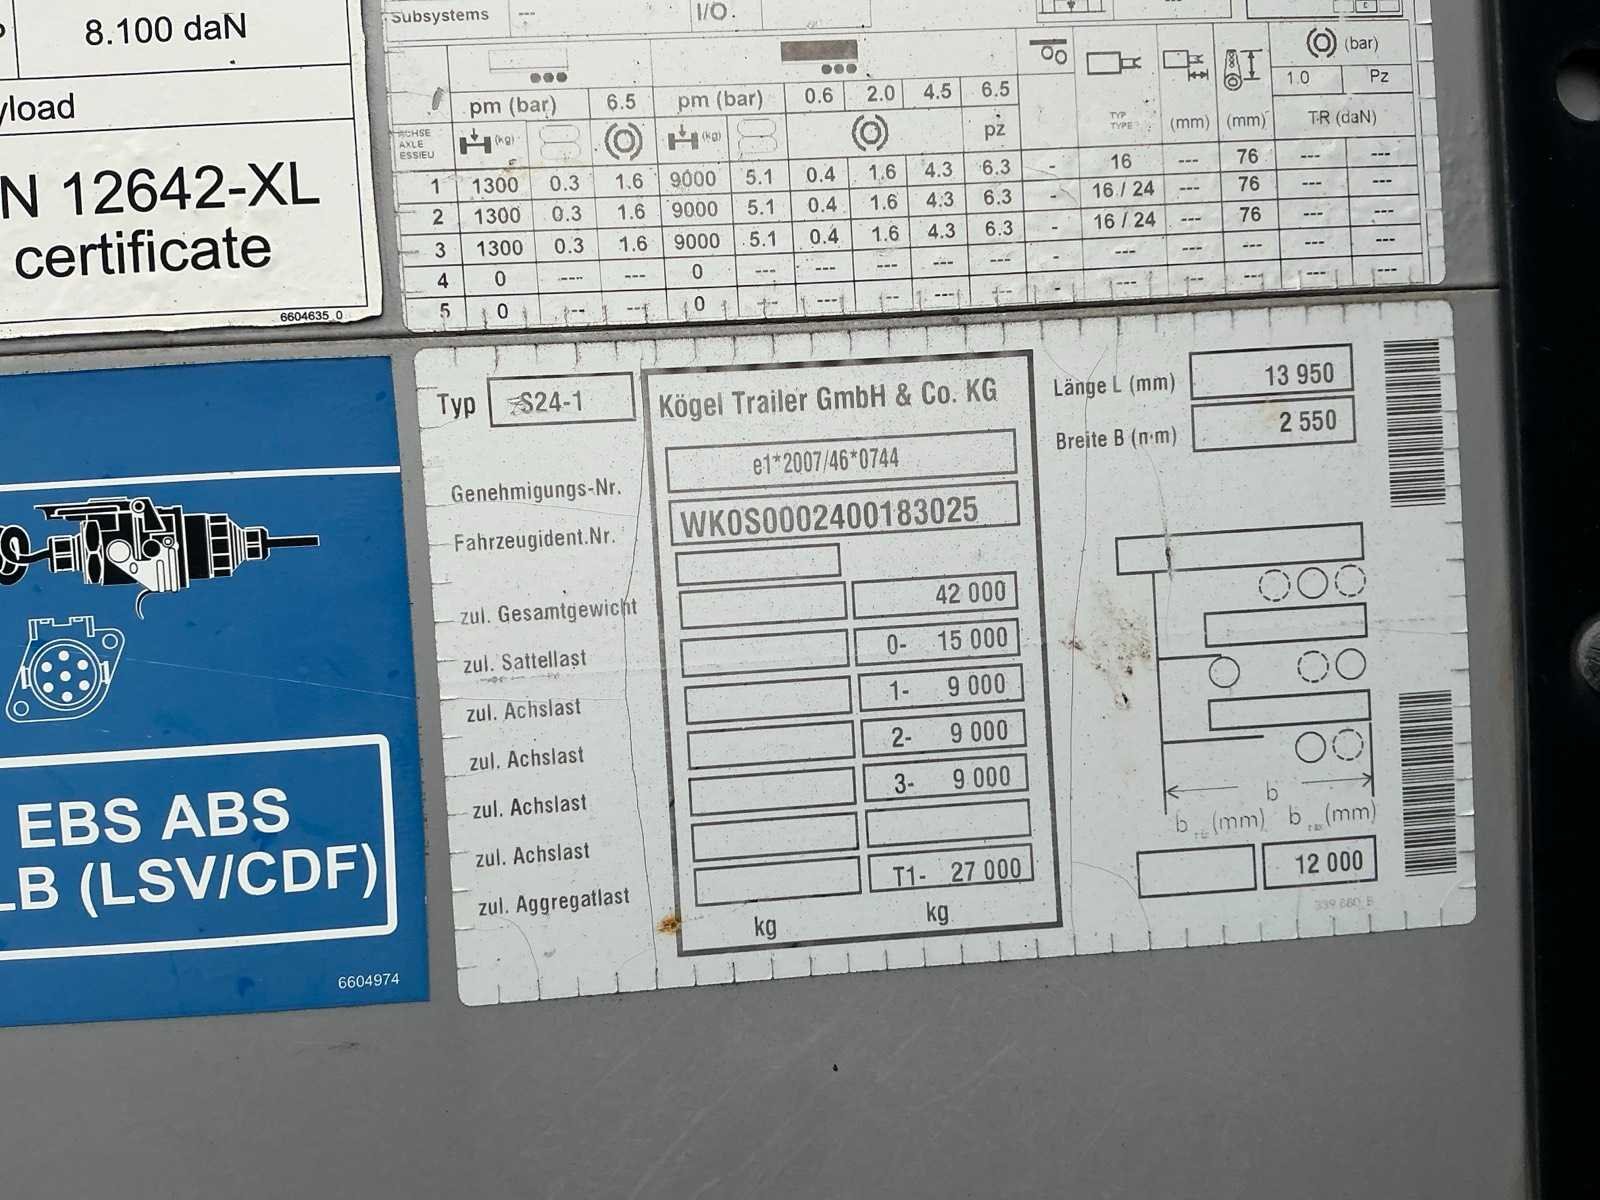 8.100 daN
yload
N 12642-XL
certificate
6604635_0
Subsystems --- I/O.
pm (bar) 6.5 pm (bar) 0.6 2.0 4.5 6.5 (bar)
1.0 Pz
ACHSE
AXLE
ESSIEU
(kg) (kg) pz TYP
TYPE (mm) (mm) TR (daN)
1 1300 0.3 1.6 9000 5.1 0.4 1.6 4.3 6.3 - 16 --- 76 --- ---
2 1300 0.3 1.6 9000 5.1 0.4 1.6 4.3 6.3 - 16 / 24 --- 76 --- ---
3 1300 0.3 1.6 9000 5.1 0.4 1.6 4.3 6.3 - 16 / 24 --- 76 --- ---
4 0 ---- --- 0 --- --- --- --- --- - --- --- --- --- ---
5 0 --- --- 0 --- --- --- --- --- - --- --- --- --- ---
EBS ABS
LB (LSV/CDF)
6604974
Typ S24-1
Kögel Trailer GmbH & Co. KG
Genehmigungs-Nr. e1*2007/46*0744
Fahrzeugident.Nr. WK0S0002400183025
zul. Gesamtgewicht 42 000
zul. Sattellast 0- 15 000
zul. Achslast 1- 9 000
zul. Achslast 2- 9 000
zul. Achslast 3- 9 000
zul. Achslast
zul. Aggregatlast T1- 27 000
kg kg
Länge L (mm) 13 950
Breite B (mm) 2 550
b
b (mm) b (mm)
12 000